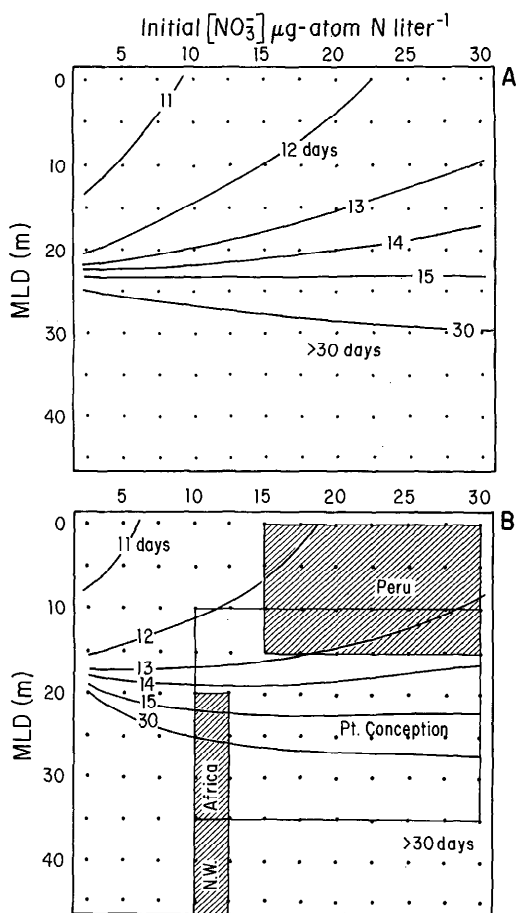 Initial [NO₃⁻] μg-atom N liter⁻¹
5 10 15 20 25 30
A
0
10
20
30
40
MLD (m)
11
12 days
13
14
15
30
>30 days
5 10 15 20 25 30
B
0
10
20
30
40
MLD (m)
11 days
12
13
14
15
30
Peru
Pt. Conception
N.W. Africa
>30 days